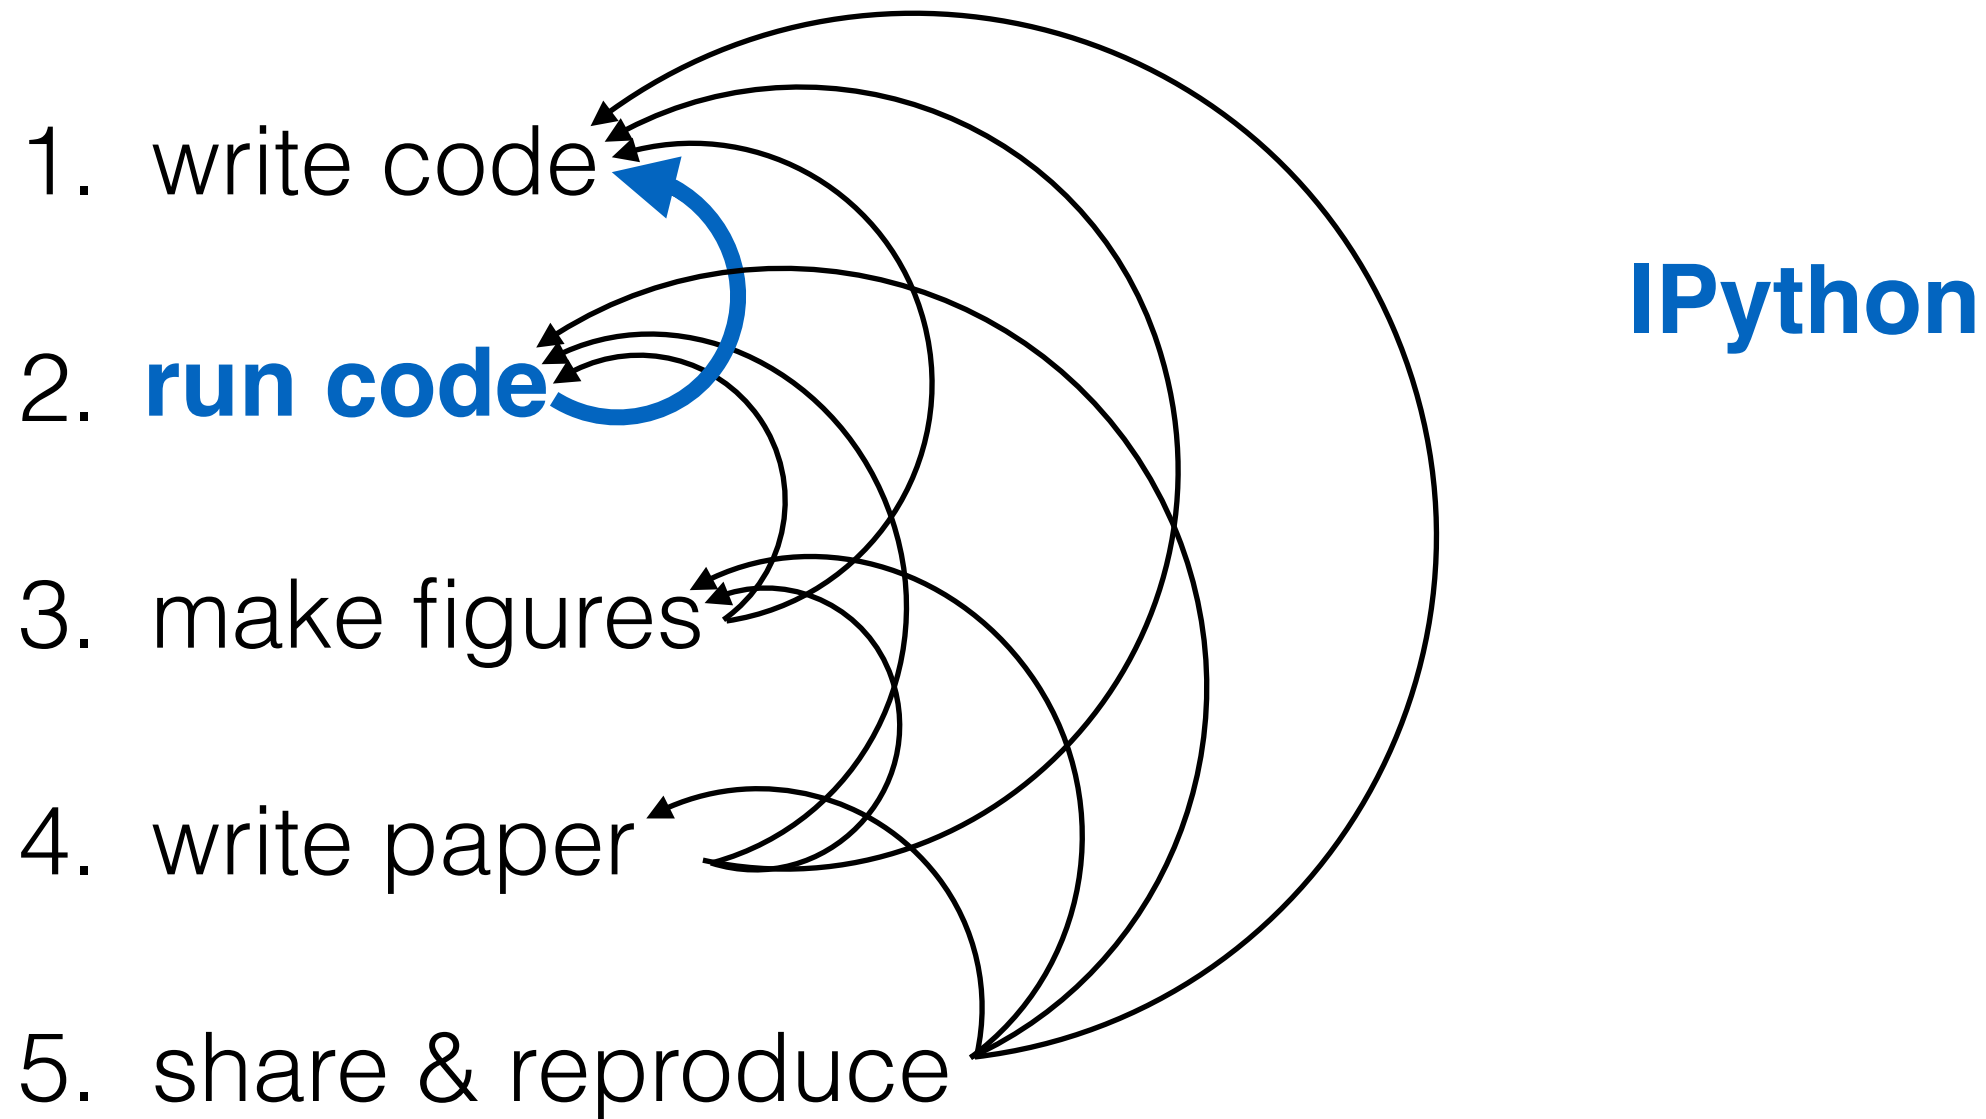 1. write code
IPython
2. run code
3. make figures
4. write paper
5. share & reproduce